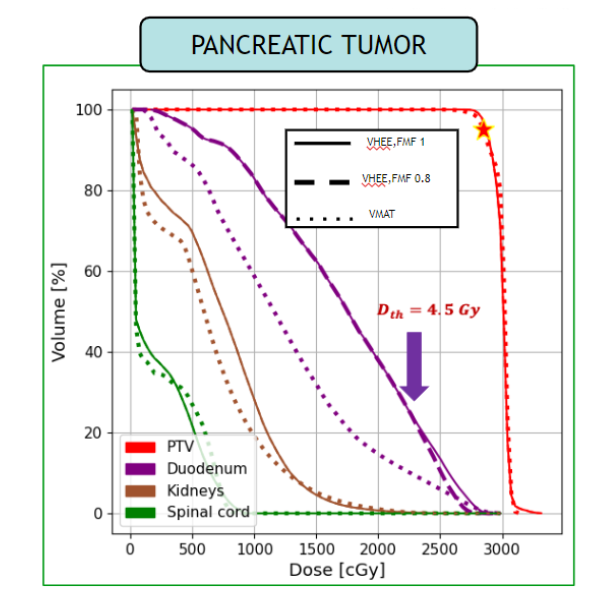 PANCREATIC TUMOR
VHEE,FMF 1
VHEE,FMF 0.8
VMAT
D_th = 4.5 Gy
Volume [%]
100
80
60
40
20
0
PTV
Duodenum
Kidneys
Spinal cord
0 500 1000 1500 2000 2500 3000
Dose [cGy]